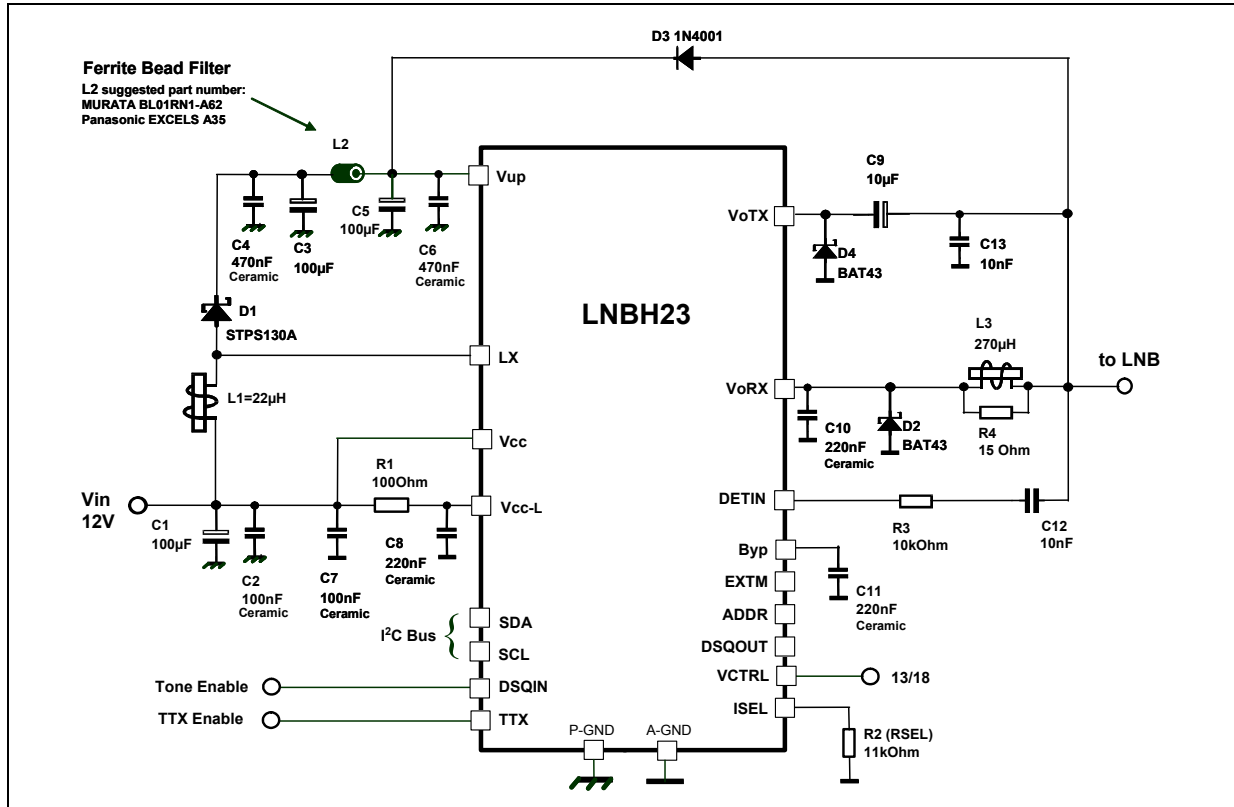 D3 1N4001
Ferrite Bead Filter
L2 suggested part number:
MURATA BL01RN1-A62
Panasonic EXCELS A35
L2
Vup
C9
10µF
VoTX
C5
100µF
C4
470nF
Ceramic
C3
100µF
C6
470nF
Ceramic
D4
BAT43
C13
10nF
LNBH23
D1
STPS130A
L3
270µH
LX
to LNB
VoRX
L1=22µH
C10
220nF
Ceramic
D2
BAT43
R4
15 Ohm
Vcc
R1
100Ohm
Vin
12V
Vcc-L
DETIN
C1
100µF
R3
10kOhm
C12
10nF
C8
220nF
Ceramic
C2
100nF
Ceramic
C7
100nF
Ceramic
Byp
EXTM
C11
220nF
Ceramic
ADDR
I²C Bus
SDA
SCL
DSQOUT
VCTRL
13/18
Tone Enable
DSQIN
ISEL
TTX Enable
TTX
P-GND
A-GND
R2 (RSEL)
11kOhm